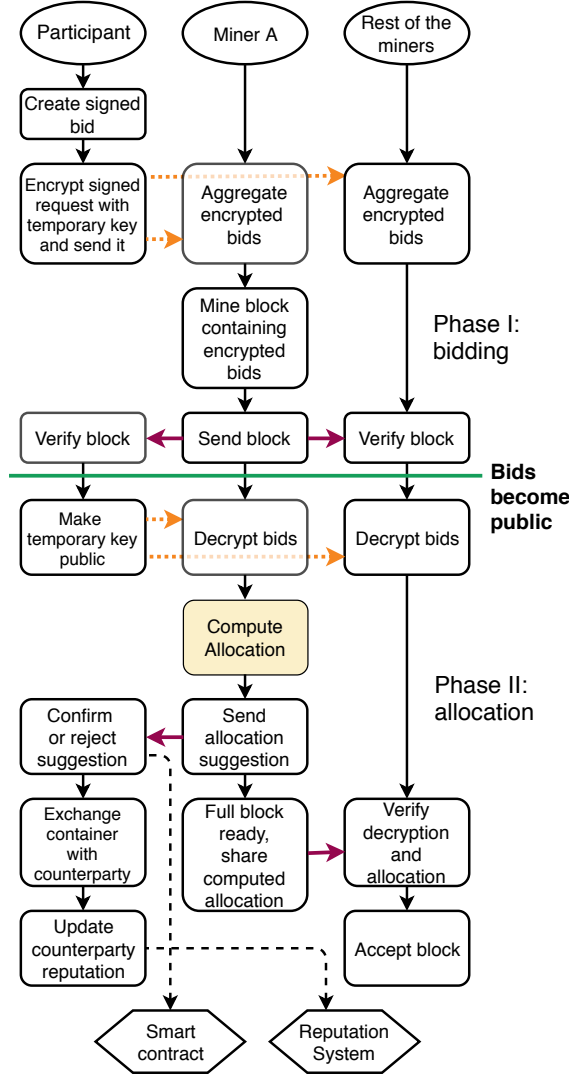 Participant
Miner A
Rest of the
miners
Create signed
bid
Encrypt signed
request with
temporary key
and send it
Aggregate
encrypted
bids
Aggregate
encrypted
bids
Mine block
containing
encrypted
bids
Phase I:
bidding
Verify block
Send block
Verify block
Bids
become
public
Make
temporary key
public
Decrypt bids
Decrypt bids
Compute
Allocation
Phase II:
allocation
Confirm
or reject
suggestion
Send
allocation
suggestion
Exchange
container
with
counterparty
Full block
ready,
share
computed
allocation
Verify
decryption
and
allocation
Update
counterparty
reputation
Accept block
Smart
contract
Reputation
System